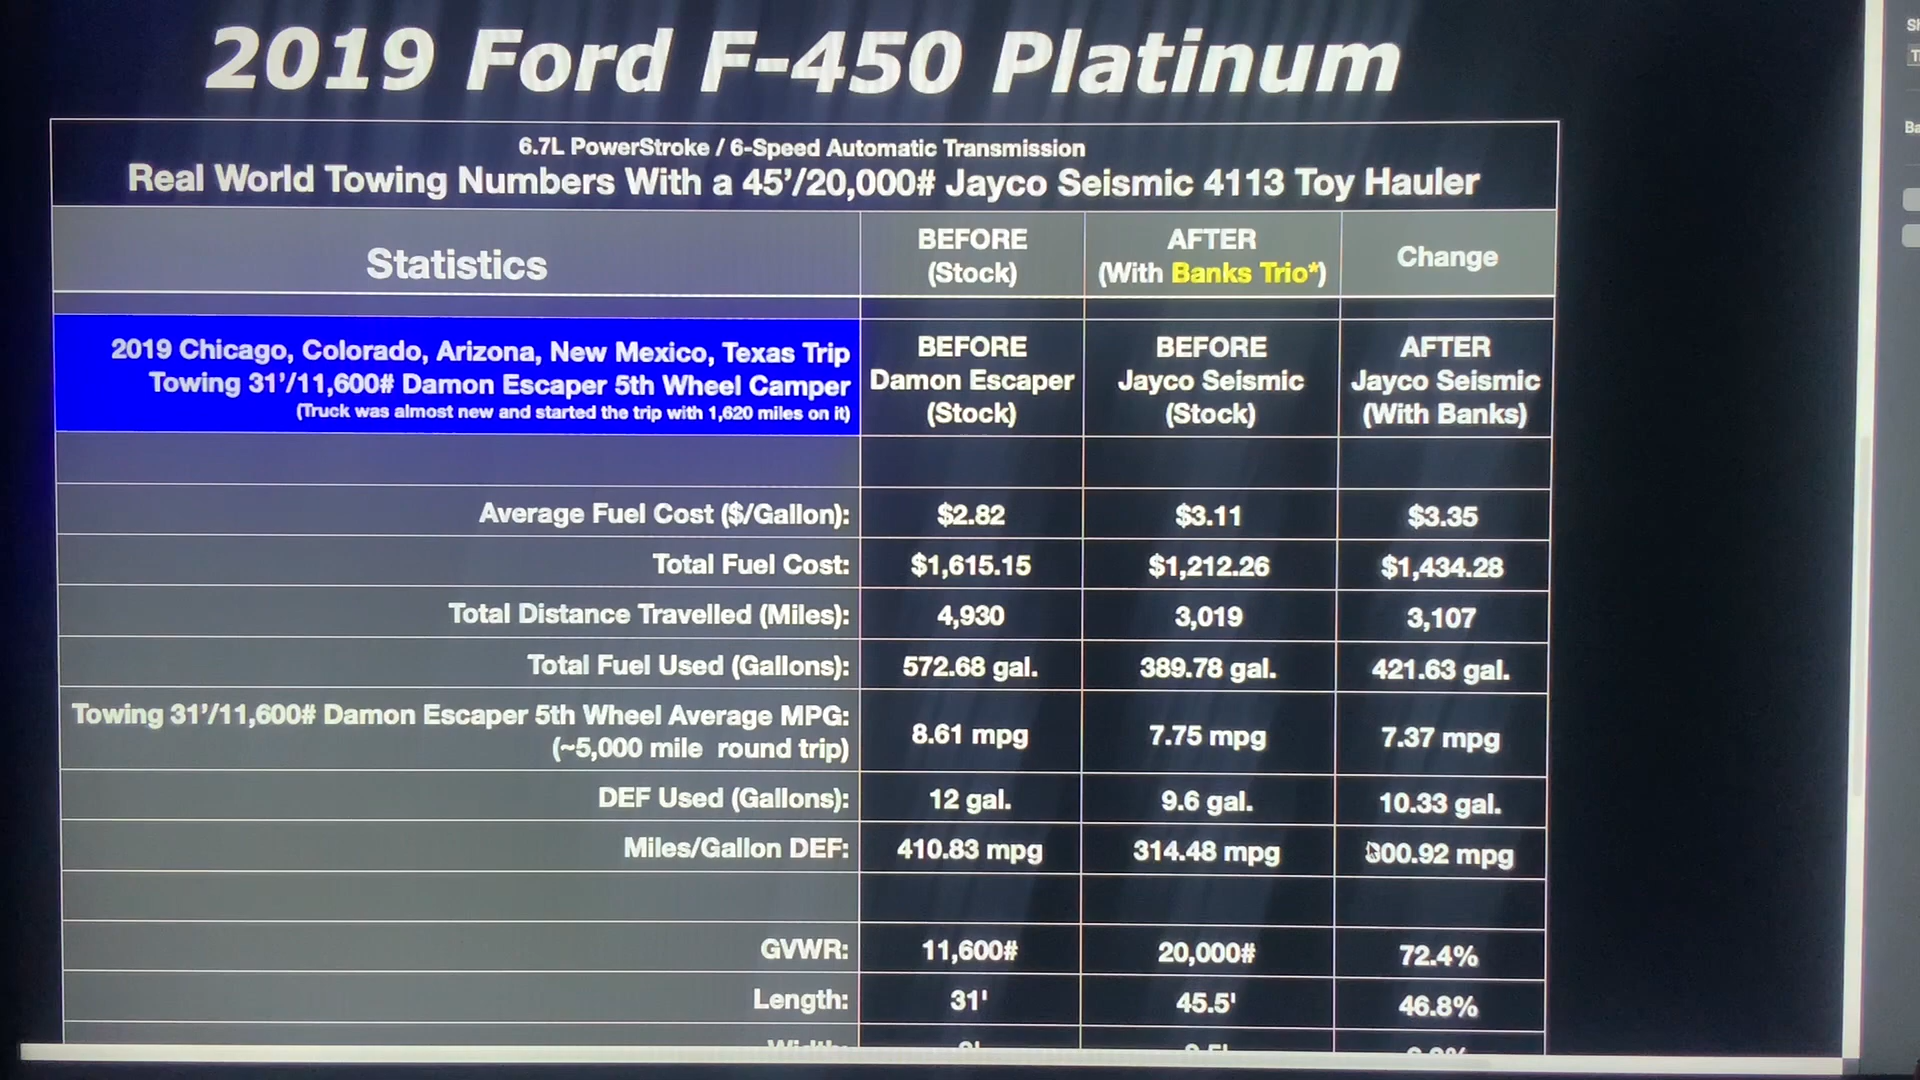 2019 Ford F-450 Platinum
6.7L PowerStroke / 6-Speed Automatic Transmission
Real World Towing Numbers With a 45'/20,000# Jayco Seismic 4113 Toy Hauler
Statistics
BEFORE
(Stock)
AFTER
(With Banks Trio*)
Change
2019 Chicago, Colorado, Arizona, New Mexico, Texas Trip
Towing 31'/11,600# Damon Escaper 5th Wheel Camper
(Truck was almost new and started the trip with 1,620 miles on it)
BEFORE
Damon Escaper
(Stock)
BEFORE
Jayco Seismic
(Stock)
AFTER
Jayco Seismic
(With Banks)
Average Fuel Cost ($/Gallon): $2.82 $3.11 $3.35
Total Fuel Cost: $1,615.15 $1,212.26 $1,434.28
Total Distance Travelled (Miles): 4,930 3,019 3,107
Total Fuel Used (Gallons): 572.68 gal. 389.78 gal. 421.63 gal.
Towing 31'/11,600# Damon Escaper 5th Wheel Average MPG:
(~5,000 mile round trip)
8.61 mpg 7.75 mpg 7.37 mpg
DEF Used (Gallons): 12 gal. 9.6 gal. 10.33 gal.
Miles/Gallon DEF: 410.83 mpg 314.48 mpg 300.92 mpg
GVWR: 11,600# 20,000# 72.4%
Length: 31' 45.5' 46.8%